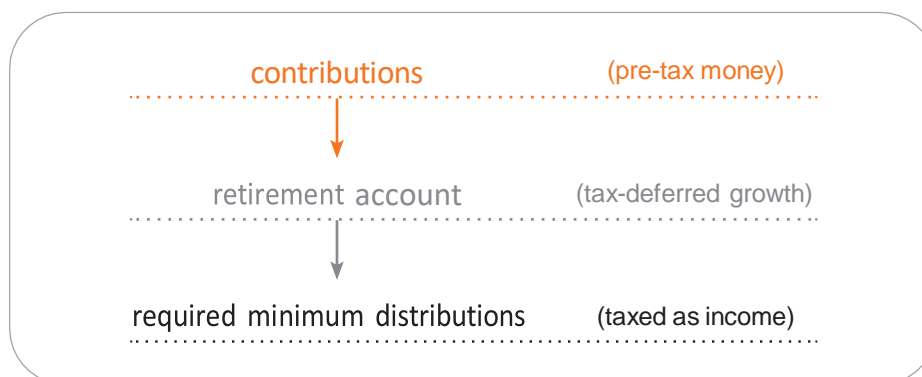 contributions (pre-tax money)
retirement account (tax-deferred growth)
required minimum distributions (taxed as income)